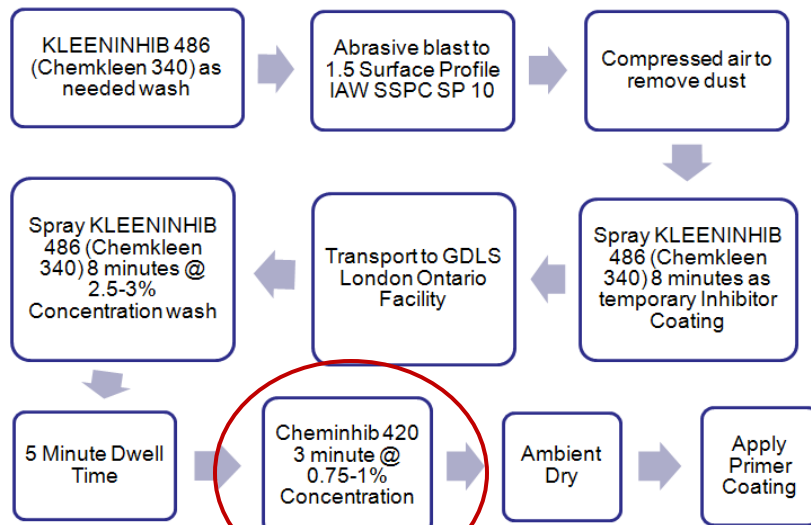 KLEENINHIB 486
(Chemkleen 340) as
needed wash
Abrasive blast to
1.5 Surface Profile
IAW SSPC SP 10
Compressed air to
remove dust
Spray KLEENINHIB
486 (Chemkleen
340) 8 minutes as
temporary Inhibitor
Coating
Transport to GDLS
London Ontario
Facility
Spray KLEENINHIB
486 (Chemkleen
340) 8 minutes @
2.5-3%
Concentration wash
5 Minute Dwell
Time
Cheminhib 420
3 minute @
0.75-1%
Concentration
Ambient
Dry
Apply
Primer
Coating